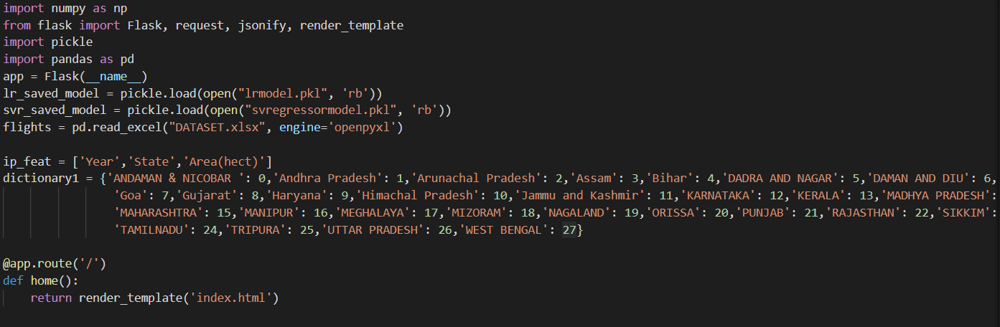 import numpy as np
from flask import Flask, request, jsonify, render_template
import pickle
import pandas as pd
app = Flask(__name__)
lr_saved_model = pickle.load(open("lrmodel.pkl", 'rb'))
svr_saved_model = pickle.load(open("svregressormodel.pkl", 'rb'))
flights = pd.read_excel("DATASET.xlsx", engine='openpyxl')
ip_feat = ['Year','State','Area(hect)']
dictionary1 = {'ANDAMAN & NICOBAR ': 0,'Andhra Pradesh': 1,'Arunachal Pradesh': 2,'Assam': 3,'Bihar': 4,'DADRA AND NAGAR': 5,'DAMAN AND DIU': 6,
'Goa': 7,'Gujarat': 8,'Haryana': 9,'Himachal Pradesh': 10,'Jammu and Kashmir': 11,'KARNATAKA': 12,'KERALA': 13,'MADHYA PRADESH':
'MAHARASHTRA': 15,'MANIPUR': 16,'MEGHALAYA': 17,'MIZORAM': 18,'NAGALAND': 19,'ORISSA': 20,'PUNJAB': 21,'RAJASTHAN': 22,'SIKKIM':
'TAMILNADU': 24,'TRIPURA': 25,'UTTAR PRADESH': 26,'WEST BENGAL': 27}
@app.route('/')
def home():
    return render_template('index.html')